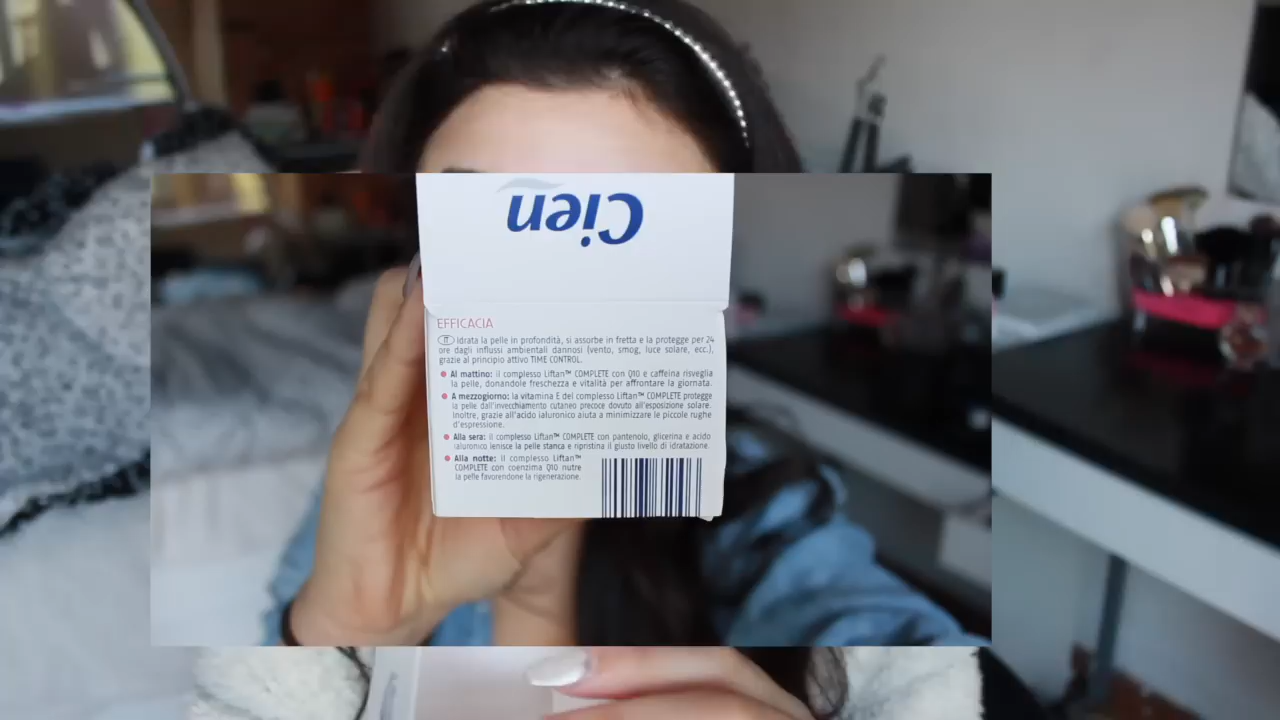 Cien
EFFICACIA
IT Idrata la pelle in profondità, si assorbe in fretta e la protegge per 24
ore dagli influssi ambientali dannosi (vento, smog, luce solare, ecc.),
grazie al principio attivo TIME CONTROL.
Al mattino: il complesso Liftan™ COMPLETE con Q10 e caffeina risveglia
la pelle, donandole freschezza e vitalità per affrontare la giornata.
A mezzogiorno: la vitamina E del complesso Liftan™ COMPLETE protegge
la pelle dall'invecchiamento cutaneo precoce dovuto all'esposizione solare.
Inoltre, grazie all'acido ialuronico aiuta a minimizzare le piccole rughe
d'espressione.
Alla sera: il complesso Liftan™ COMPLETE con pantenolo, glicerina e acido
ialuronico lenisce la pelle stanca e ripristina il giusto livello di idratazione.
Alla notte: il complesso Liftan™
COMPLETE con coenzima Q10 nutre
la pelle favorendone la rigenerazione.